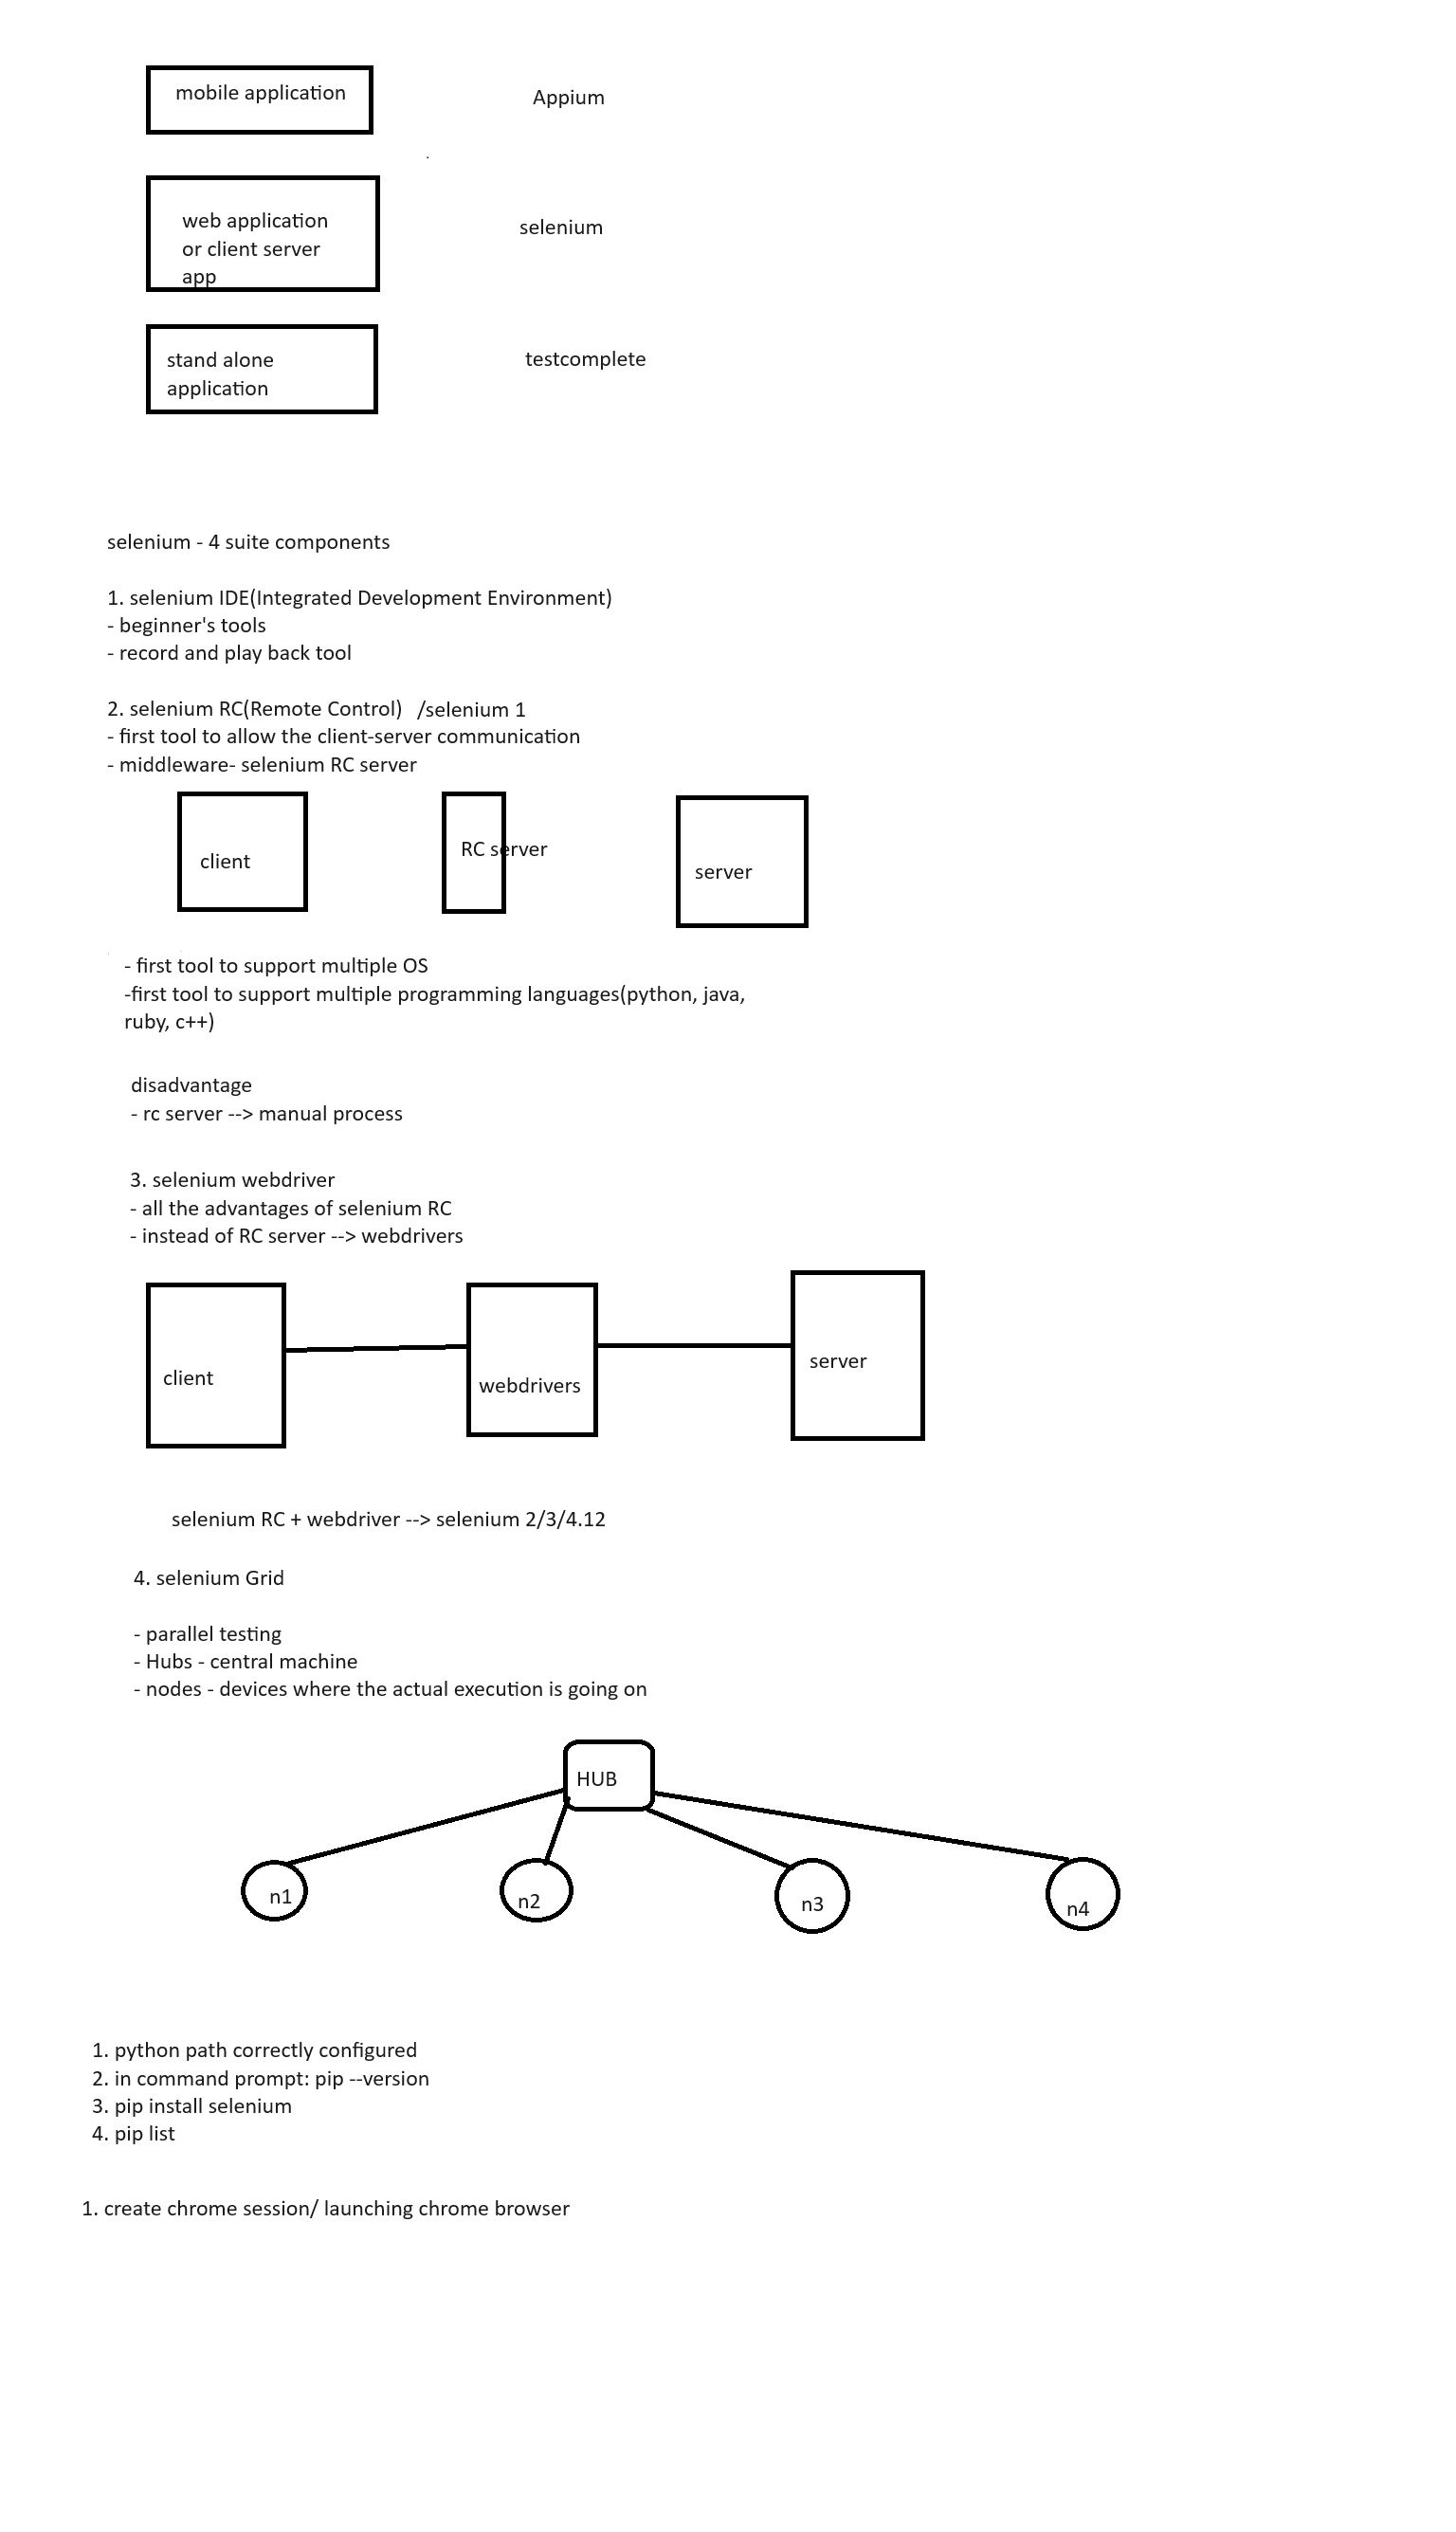 mobile application
Appium
web application
or client server
app
selenium
stand alone
application
testcomplete
selenium - 4 suite components
1. selenium IDE(Integrated Development Environment)
- beginner's tools
- record and play back tool
2. selenium RC(Remote Control) /selenium 1
- first tool to allow the client-server communication
- middleware- selenium RC server
client
RC server
server
- first tool to support multiple OS
-first tool to support multiple programming languages(python, java,
ruby, c++)
disadvantage
- rc server --> manual process
3. selenium webdriver
- all the advantages of selenium RC
- instead of RC server --> webdrivers
client
webdrivers
server
selenium RC + webdriver --> selenium 2/3/4.12
4. selenium Grid
- parallel testing
- Hubs - central machine
- nodes - devices where the actual execution is going on
HUB
n1
n2
n3
n4
1. python path correctly configured
2. in command prompt: pip --version
3. pip install selenium
4. pip list
1. create chrome session/ launching chrome browser